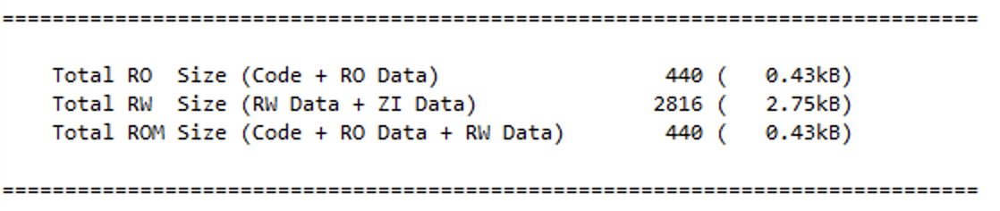 ==============================================================================
Total RO  Size (Code + RO Data)                  440 (   0.43kB)
Total RW  Size (RW Data + ZI Data)              2816 (   2.75kB)
Total ROM Size (Code + RO Data + RW Data)        440 (   0.43kB)
==============================================================================